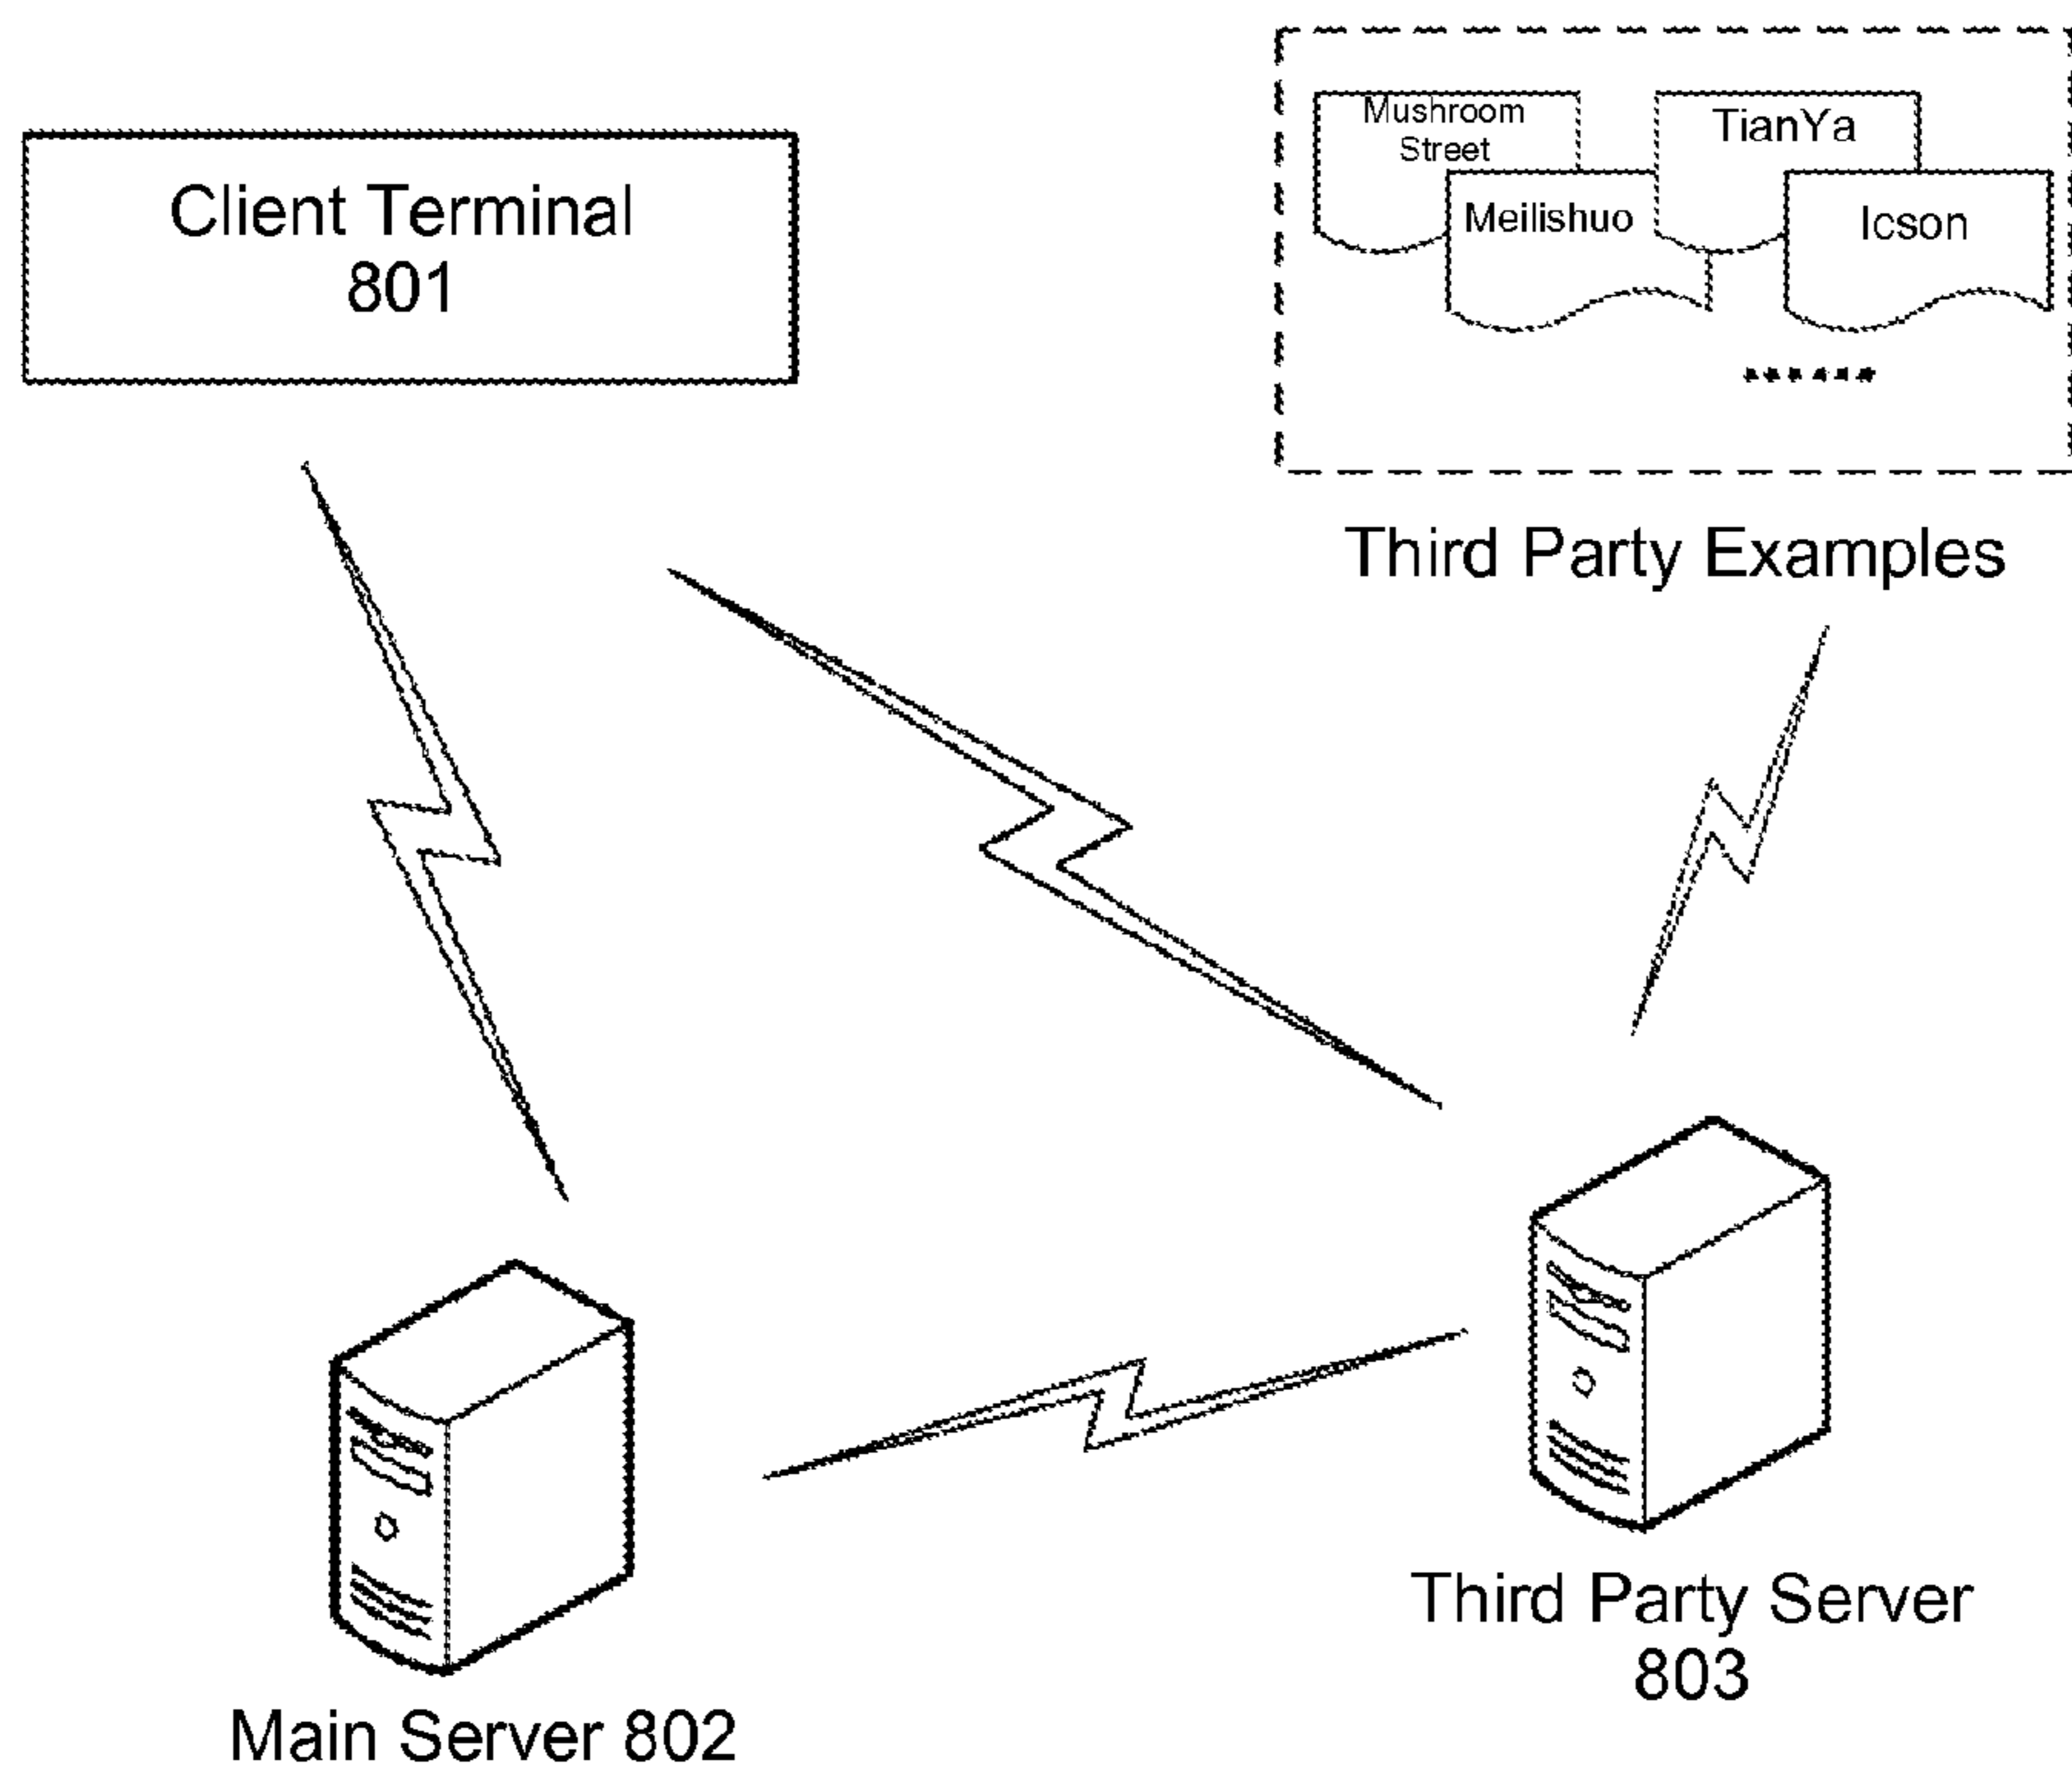 Client Terminal
801
Mushroom
Street
TianYa
Meilishuo
Icson
Third Party Examples
Third Party Server
803
Main Server 802